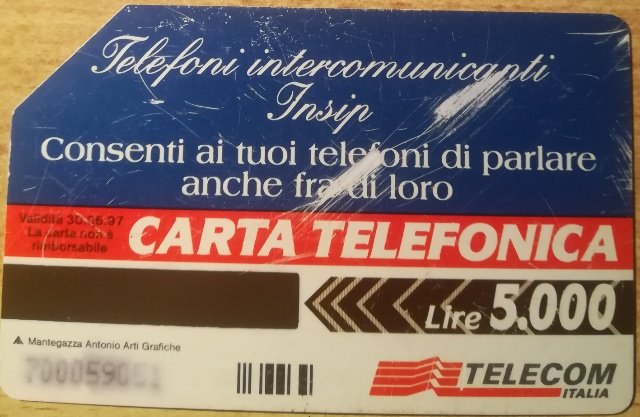 Telefoni intercomunicanti
Insip
Consenti ai tuoi telefoni di parlare
anche fra di loro
Validità 30.06.97
La carta non è
rimborsabile
CARTA TELEFONICA
Lire 5.000
Mantegazza Antonio Arti Grafiche
TELECOM
ITALIA